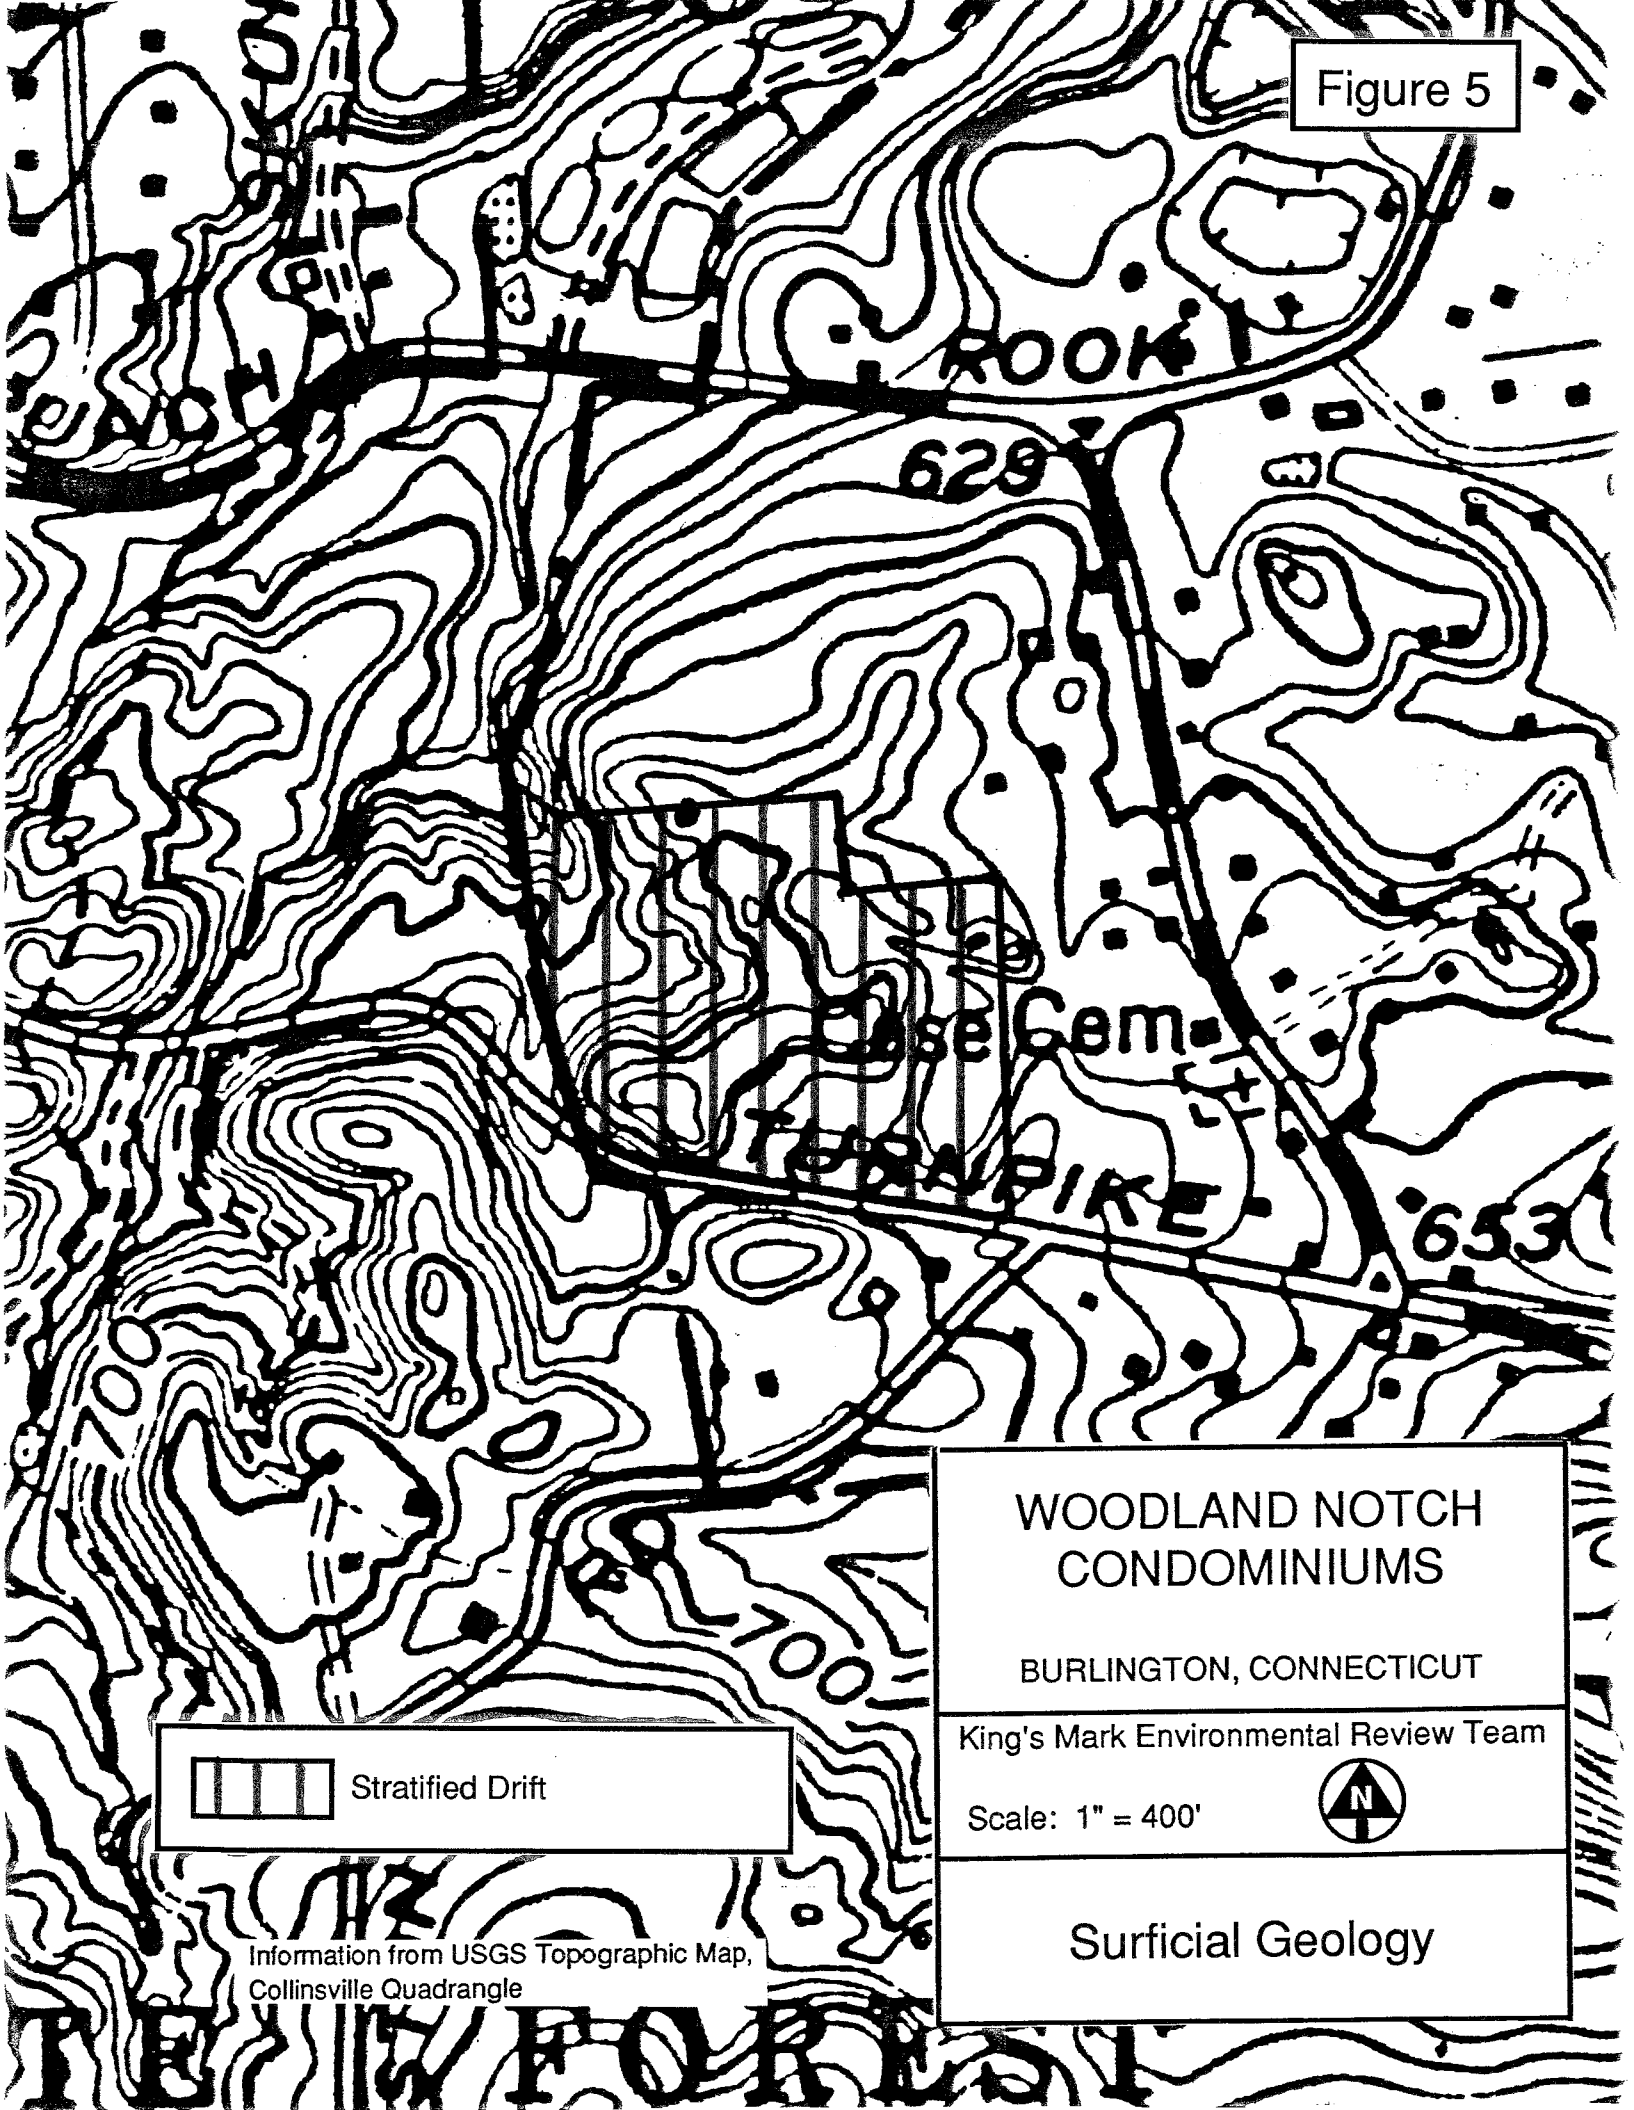 Figure 5
ROOK
629
Cem
TURNPIKE
653
WOODLAND NOTCH
CONDOMINIUMS
BURLINGTON, CONNECTICUT
700
King's Mark Environmental Review Team
N
Scale: 1" = 400'
Stratified Drift
Surficial Geology
Information from USGS Topographic Map,
Collinsville Quadrangle
TE FOREST